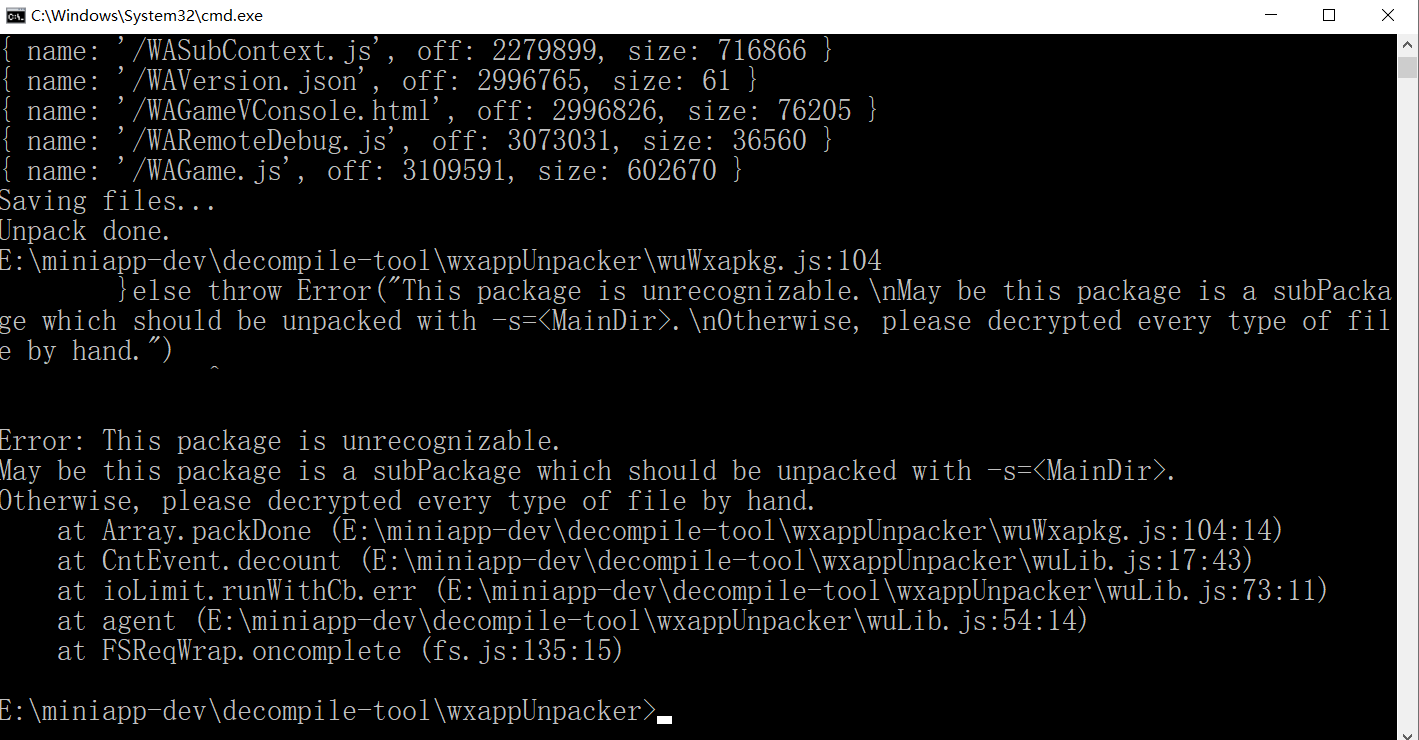 C:\Windows\System32\cmd.exe
{ name: '/WASubContext.js', off: 2279899, size: 716866 }
{ name: '/WAVersion.json', off: 2996765, size: 61 }
{ name: '/WAGameVConsole.html', off: 2996826, size: 76205 }
{ name: '/WARemoteDebug.js', off: 3073031, size: 36560 }
{ name: '/WAGame.js', off: 3109591, size: 602670 }
Saving files...
Unpack done.
E:\miniapp-dev\decompile-tool\wxappUnpacker\wuWxapkg.js:104
}else throw Error("This package is unrecognizable.\nMay be this package is a subPacka
ge which should be unpacked with -s=<MainDir>.\nOtherwise, please decrypted every type of fil
e by hand.")
^
Error: This package is unrecognizable.
May be this package is a subPackage which should be unpacked with -s=<MainDir>.
Otherwise, please decrypted every type of file by hand.
at Array.packDone (E:\miniapp-dev\decompile-tool\wxappUnpacker\wuWxapkg.js:104:14)
at CntEvent.decount (E:\miniapp-dev\decompile-tool\wxappUnpacker\wuLib.js:17:43)
at ioLimit.runWithCb.err (E:\miniapp-dev\decompile-tool\wxappUnpacker\wuLib.js:73:11)
at agent (E:\miniapp-dev\decompile-tool\wxappUnpacker\wuLib.js:54:14)
at FSReqWrap.oncomplete (fs.js:135:15)
E:\miniapp-dev\decompile-tool\wxappUnpacker>